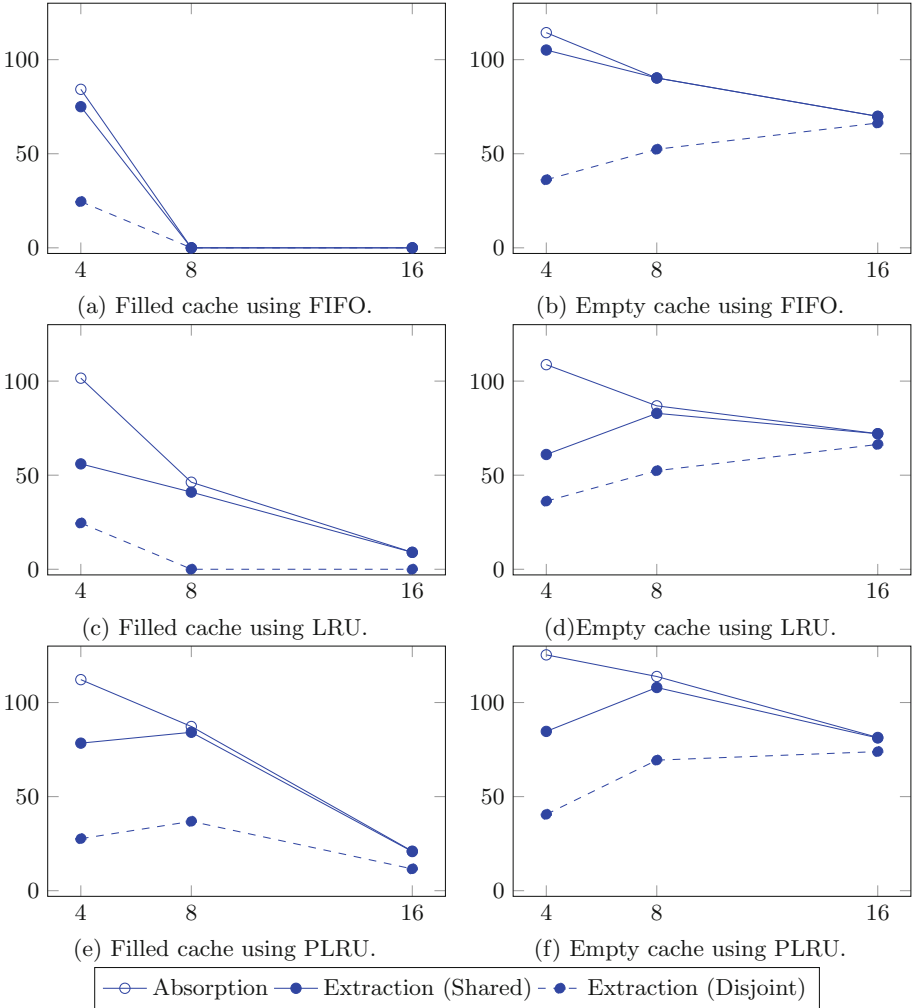 100
50
0
4 8 16
(a) Filled cache using FIFO.
100
50
0
4 8 16
(b) Empty cache using FIFO.
100
50
0
4 8 16
(c) Filled cache using LRU.
100
50
0
4 8 16
(d)Empty cache using LRU.
100
50
0
4 8 16
(e) Filled cache using PLRU.
100
50
0
4 8 16
(f) Empty cache using PLRU.
Absorption Extraction (Shared) Extraction (Disjoint)